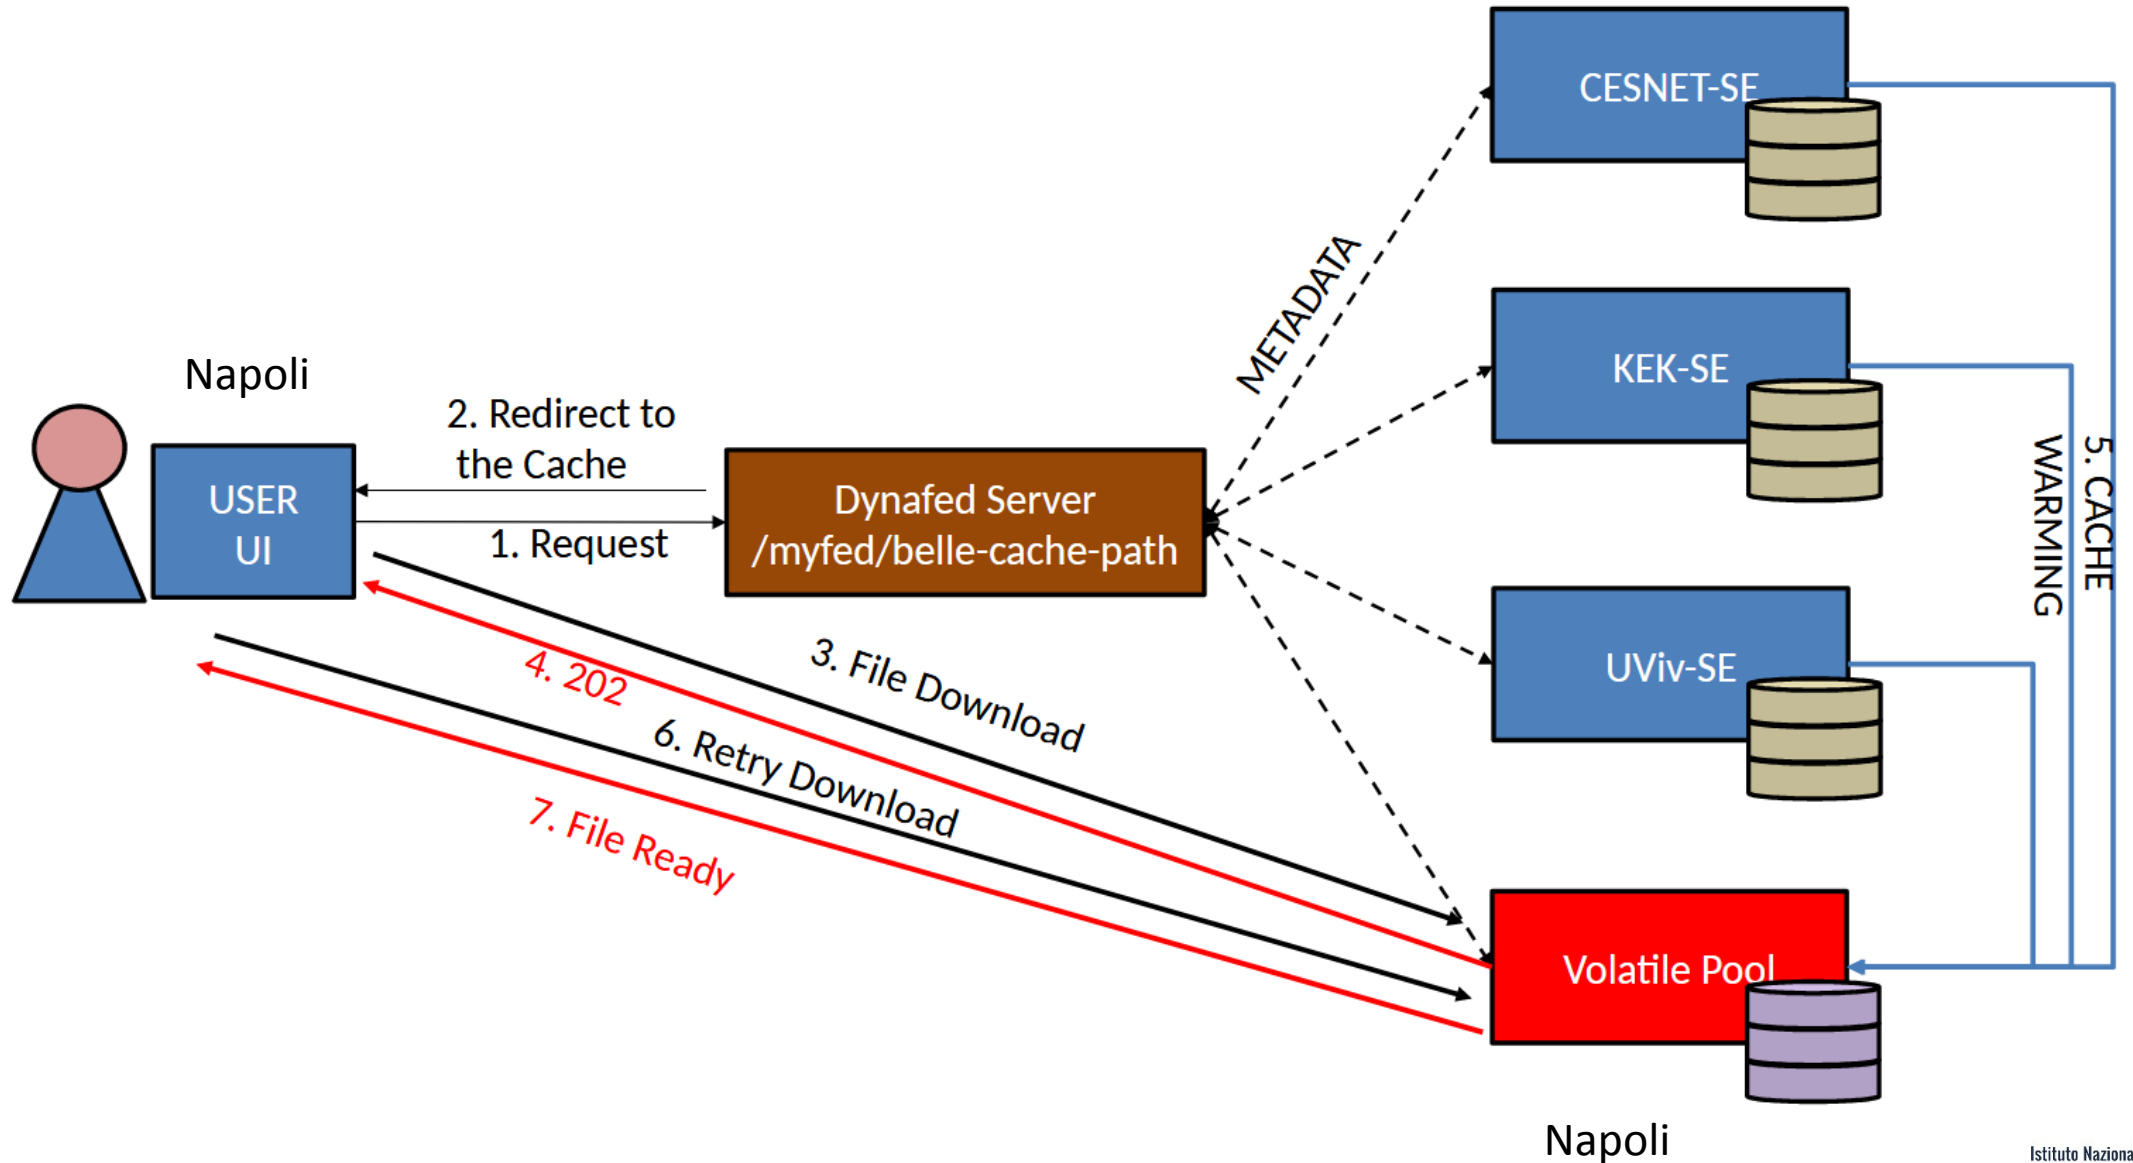 CESNET-SE
METADATA
KEK-SE
Napoli
2. Redirect to
the Cache
5. CACHE
WARMING
USER
UI
Dynafed Server
/myfed/belle-cache-path
1. Request
UViv-SE
3. File Download
4. 202
6. Retry Download
7. File Ready
Volatile Pool
Napoli
Istituto Naziona